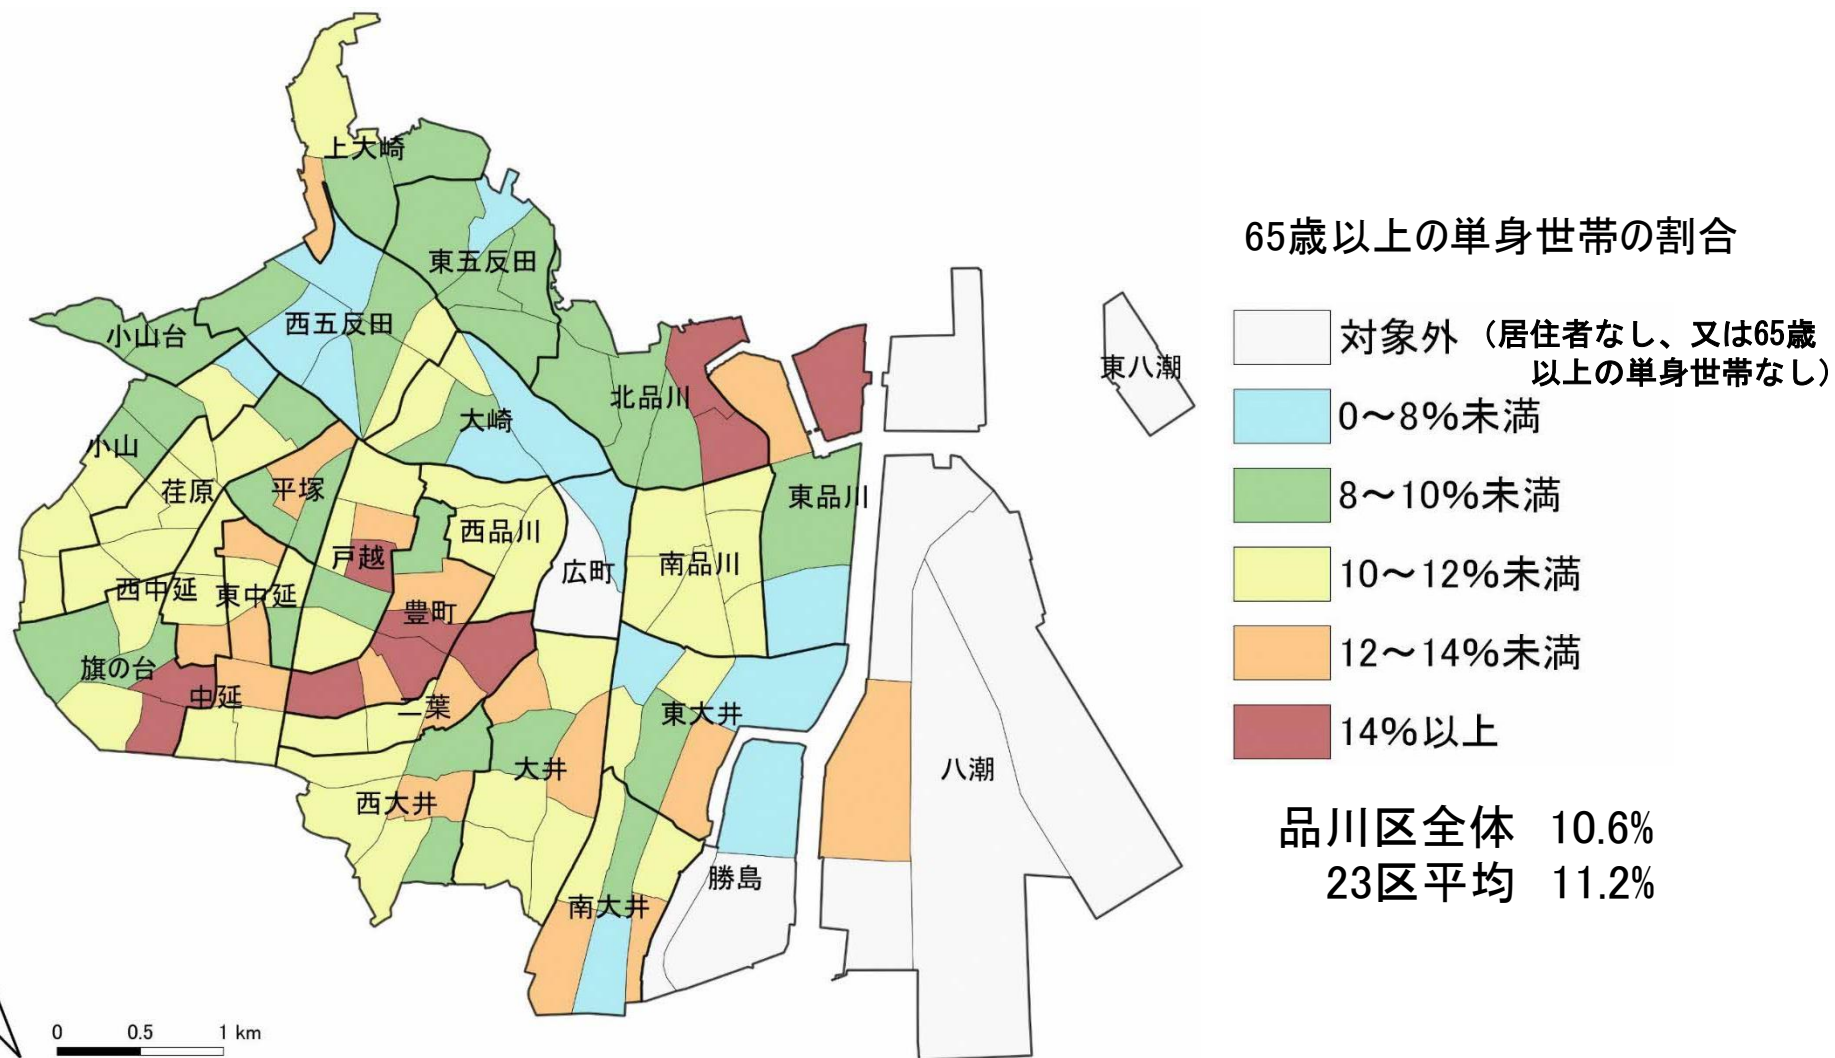 上大崎
東五反田
西五反田
小山台
東八潮
北品川
大崎
小山
荏原
平塚
東品川
西品川
戸越
南品川
広町
西中延
東中延
豊町
旗の台
中延
二葉
東大井
大井
八潮
西大井
勝島
南大井
0 0.5 1 km
65歳以上の単身世帯の割合
対象外 （居住者なし、又は65歳
以上の単身世帯なし）
0～8%未満
8～10%未満
10～12%未満
12～14%未満
14%以上
品川区全体 10.6%
23区平均 11.2%